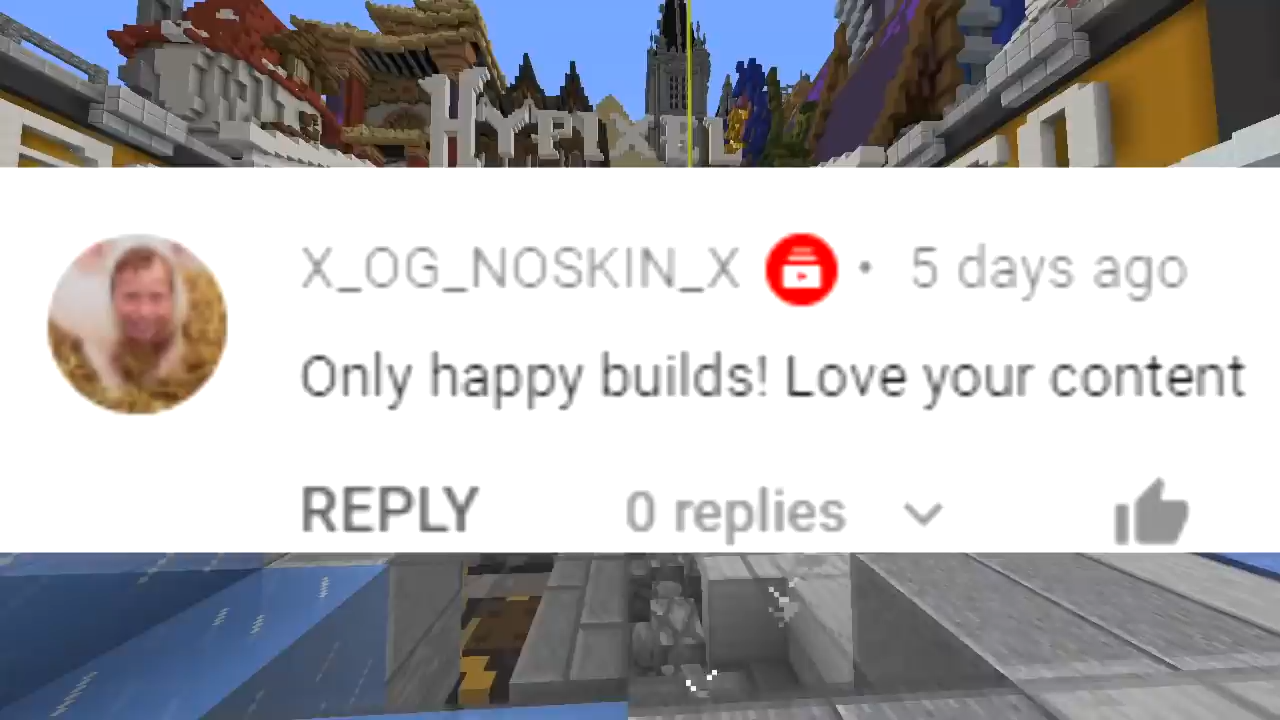 HYPIXEL
X_OG_NOSKIN_X • 5 days ago
Only happy builds! Love your content
REPLY 0 replies